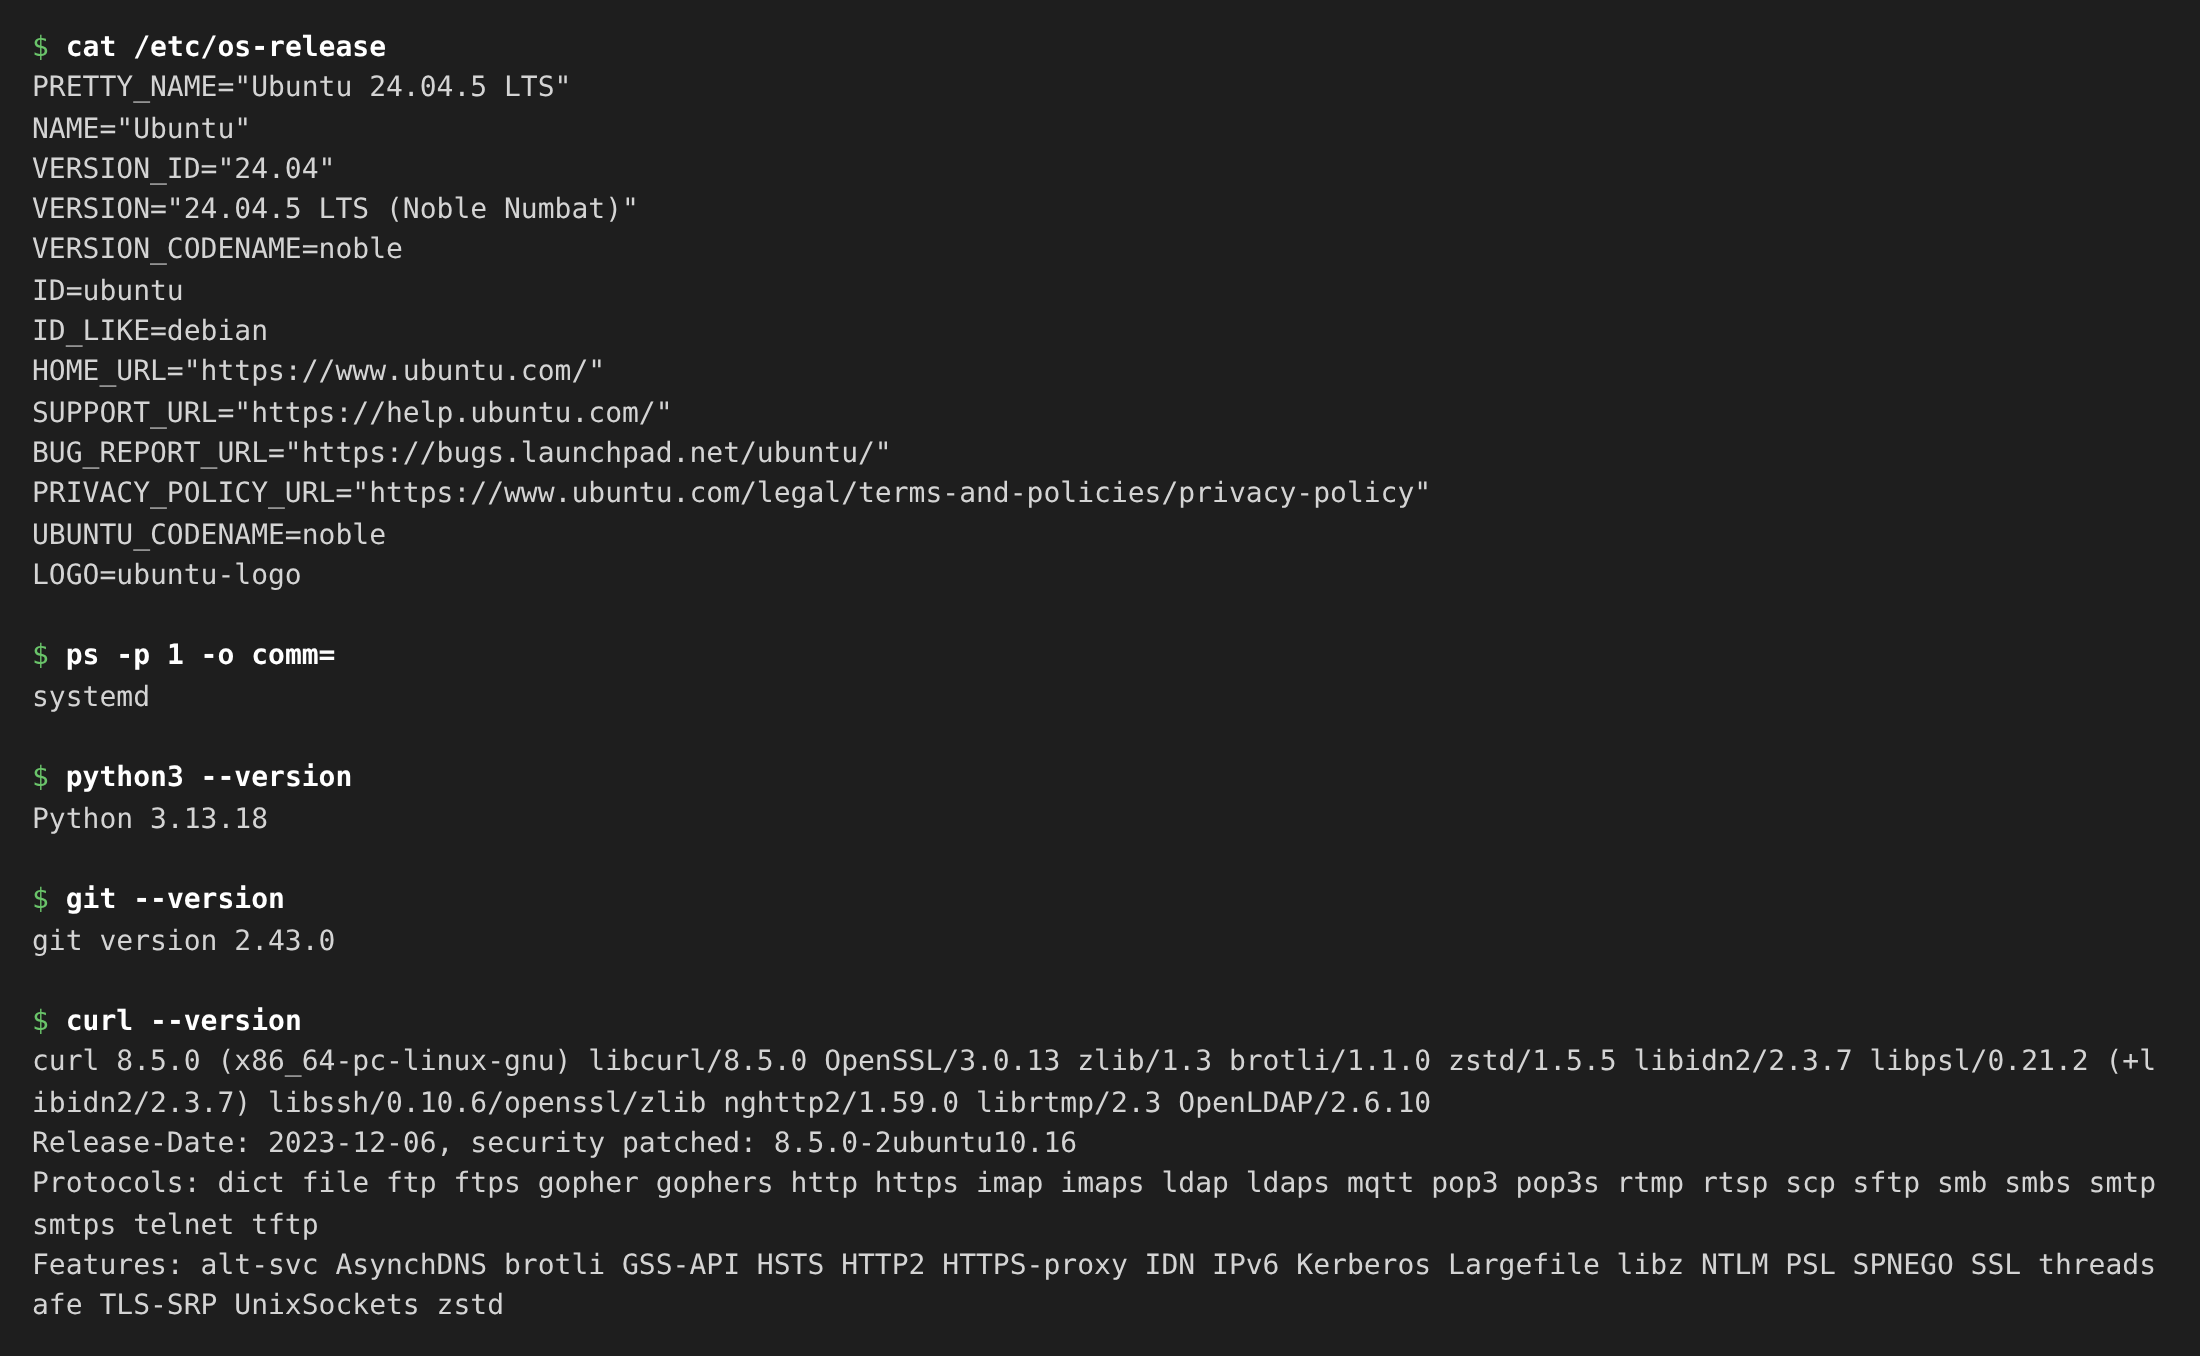 $ cat /etc/os-release
PRETTY_NAME="Ubuntu 24.04.5 LTS"
NAME="Ubuntu"
VERSION_ID="24.04"
VERSION="24.04.5 LTS (Noble Numbat)"
VERSION_CODENAME=noble
ID=ubuntu
ID_LIKE=debian
HOME_URL="https://www.ubuntu.com/"
SUPPORT_URL="https://help.ubuntu.com/"
BUG_REPORT_URL="https://bugs.launchpad.net/ubuntu/"
PRIVACY_POLICY_URL="https://www.ubuntu.com/legal/terms-and-policies/privacy-policy"
UBUNTU_CODENAME=noble
LOGO=ubuntu-logo

$ ps -p 1 -o comm=
systemd

$ python3 --version
Python 3.13.18

$ git --version
git version 2.43.0

$ curl --version
curl 8.5.0 (x86_64-pc-linux-gnu) libcurl/8.5.0 OpenSSL/3.0.13 zlib/1.3 brotli/1.1.0 zstd/1.5.5 libidn2/2.3.7 libpsl/0.21.2 (+l
ibidn2/2.3.7) libssh/0.10.6/openssl/zlib nghttp2/1.59.0 librtmp/2.3 OpenLDAP/2.6.10
Release-Date: 2023-12-06, security patched: 8.5.0-2ubuntu10.16
Protocols: dict file ftp ftps gopher gophers http https imap imaps ldap ldaps mqtt pop3 pop3s rtmp rtsp scp sftp smb smbs smtp
smtps telnet tftp
Features: alt-svc AsynchDNS brotli GSS-API HSTS HTTP2 HTTPS-proxy IDN IPv6 Kerberos Largefile libz NTLM PSL SPNEGO SSL threads
afe TLS-SRP UnixSockets zstd